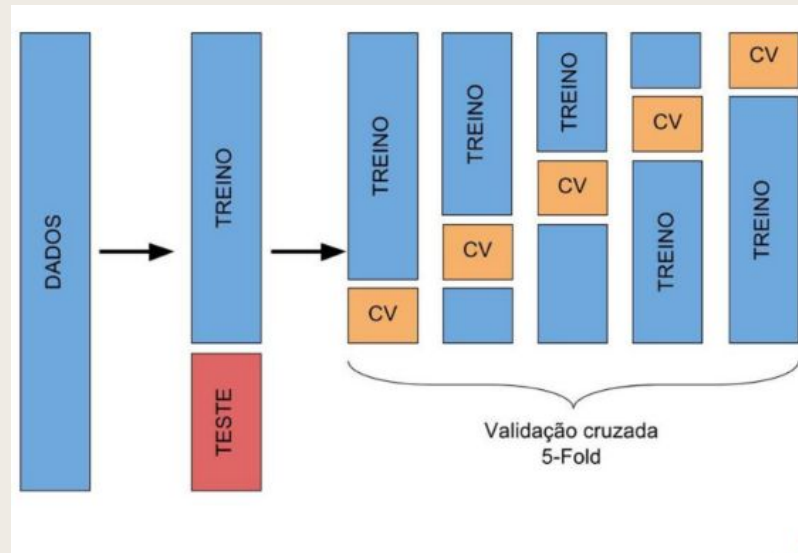 DADOS
TREINO
TESTE
TREINO
CV
TREINO
CV
TREINO
CV
CV
TREINO
CV
TREINO
Validação cruzada
5-Fold